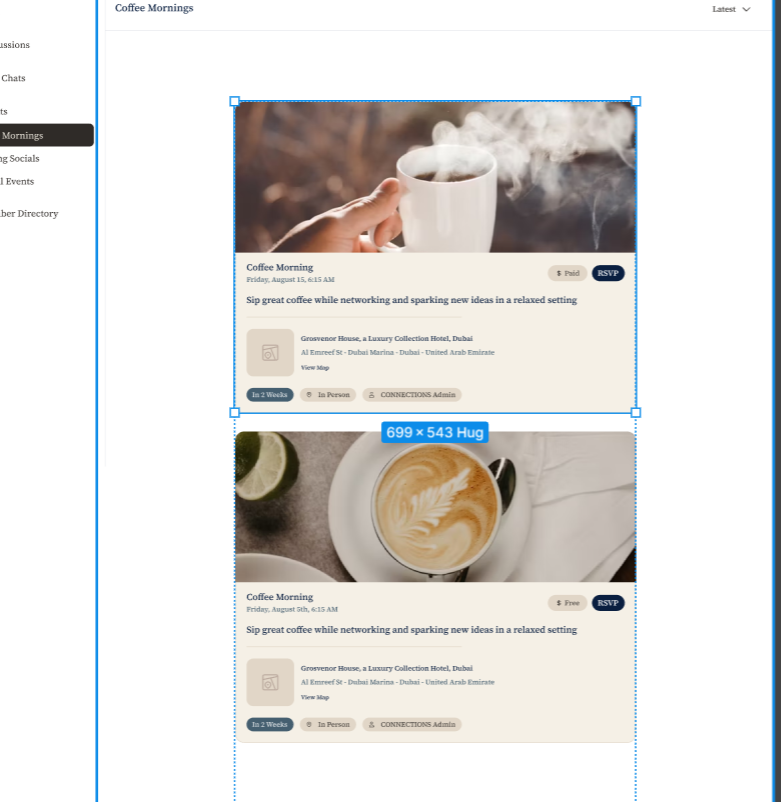 Coffee Mornings
Latest
Chats
Mornings
Socials
Events
Directory
Coffee Morning
Friday, August 15, 6:15 AM
$ Paid
RSVP
Sip great coffee while networking and sparking new ideas in a relaxed setting
Grosvenor House, a Luxury Collection Hotel, Dubai
Al Emreef St - Dubai Marina - Dubai - United Arab Emirate
View Map
In 2 Weeks
In Person
CONNECTIONS Admin
699 × 543 Hug
Coffee Morning
Friday, August 5th, 6:15 AM
$ Free
RSVP
Sip great coffee while networking and sparking new ideas in a relaxed setting
Grosvenor House, a Luxury Collection Hotel, Dubai
Al Emreef St - Dubai Marina - Dubai - United Arab Emirate
View Map
In 2 Weeks
In Person
CONNECTIONS Admin